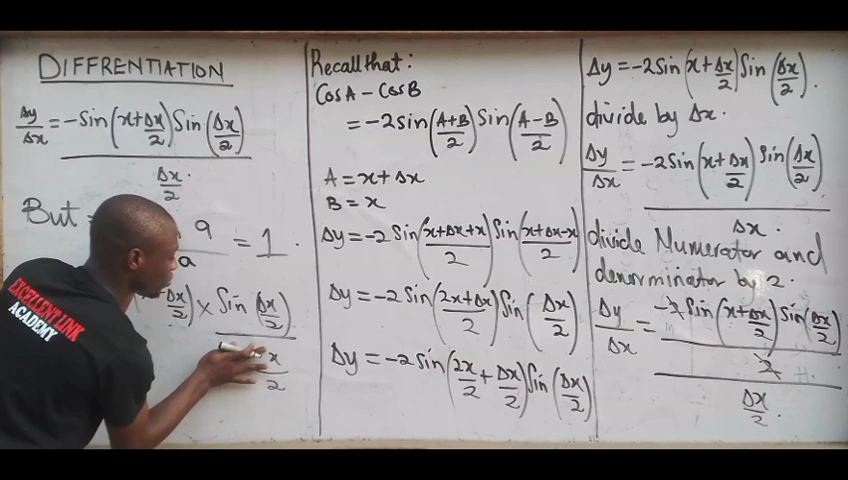 DIFFRENTIATION
Δy/Δx = -Sin(x+Δx/2) Sin(Δx/2)
Δx/2.
But
a
= 1.
a
Δx/2) x Sin(Δx/2)
x
2
EXCELLENT LINK
ACADEMY
Recall that:
CosA - CosB
= -2sin(A+B/2) Sin(A-B/2)
A = x+Δx
B = x
Δy = -2 Sin(x+Δx+x/2) Sin(x+Δx-x/2)
Δy = -2 Sin(2x+Δx/2) Sin(Δx/2)
Δy = -2 Sin(2x/2 + Δx/2) Sin(Δx/2)
Δy = -2Sin(x+Δx/2) Sin(Δx/2).
divide by Δx.
Δy/Δx = -2Sin(x+Δx/2) Sin(Δx/2)
Δx.
divide Numerator and
denorminator by 2.
Δy/Δx = -2 Sin(x+Δx/2) Sin(Δx/2)
2
Δx/2.